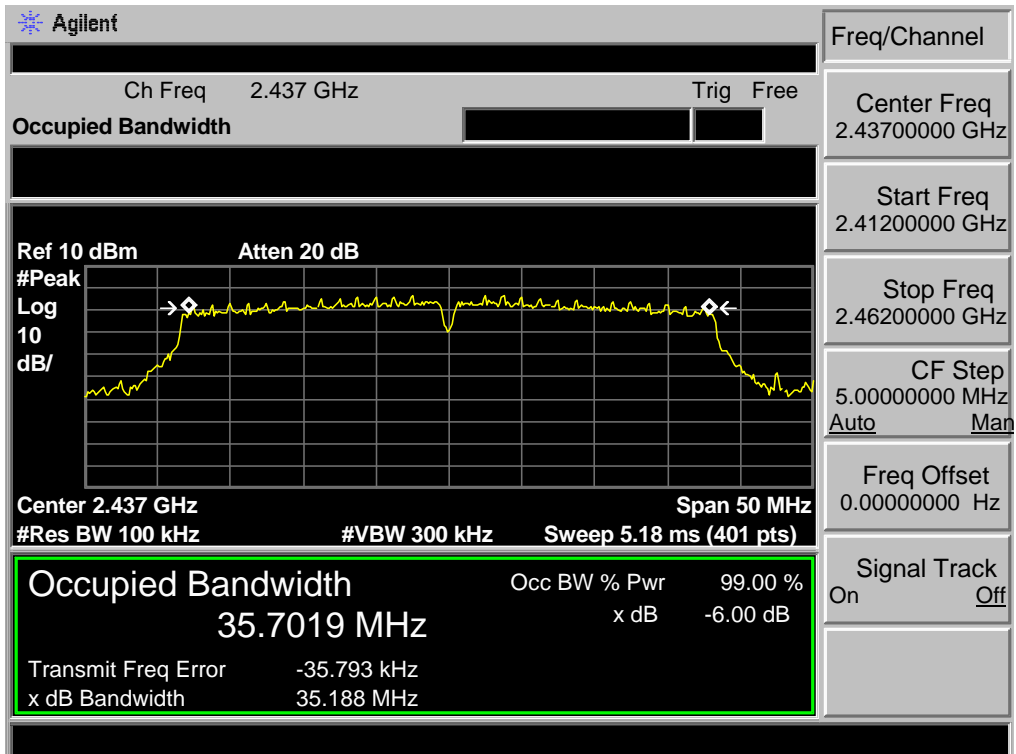 Agilent
Freq/Channel
Ch Freq 2.437 GHz Trig Free
Occupied Bandwidth
Center Freq
2.43700000 GHz
Start Freq
2.41200000 GHz
Stop Freq
2.46200000 GHz
CF Step
5.00000000 MHz
Auto Man
Freq Offset
0.00000000 Hz
Signal Track
On Off
Ref 10 dBm Atten 20 dB
#Peak
Log
10
dB/
Center 2.437 GHz Span 50 MHz
#Res BW 100 kHz #VBW 300 kHz Sweep 5.18 ms (401 pts)
Occupied Bandwidth Occ BW % Pwr 99.00 %
35.7019 MHz x dB -6.00 dB
Transmit Freq Error -35.793 kHz
x dB Bandwidth 35.188 MHz